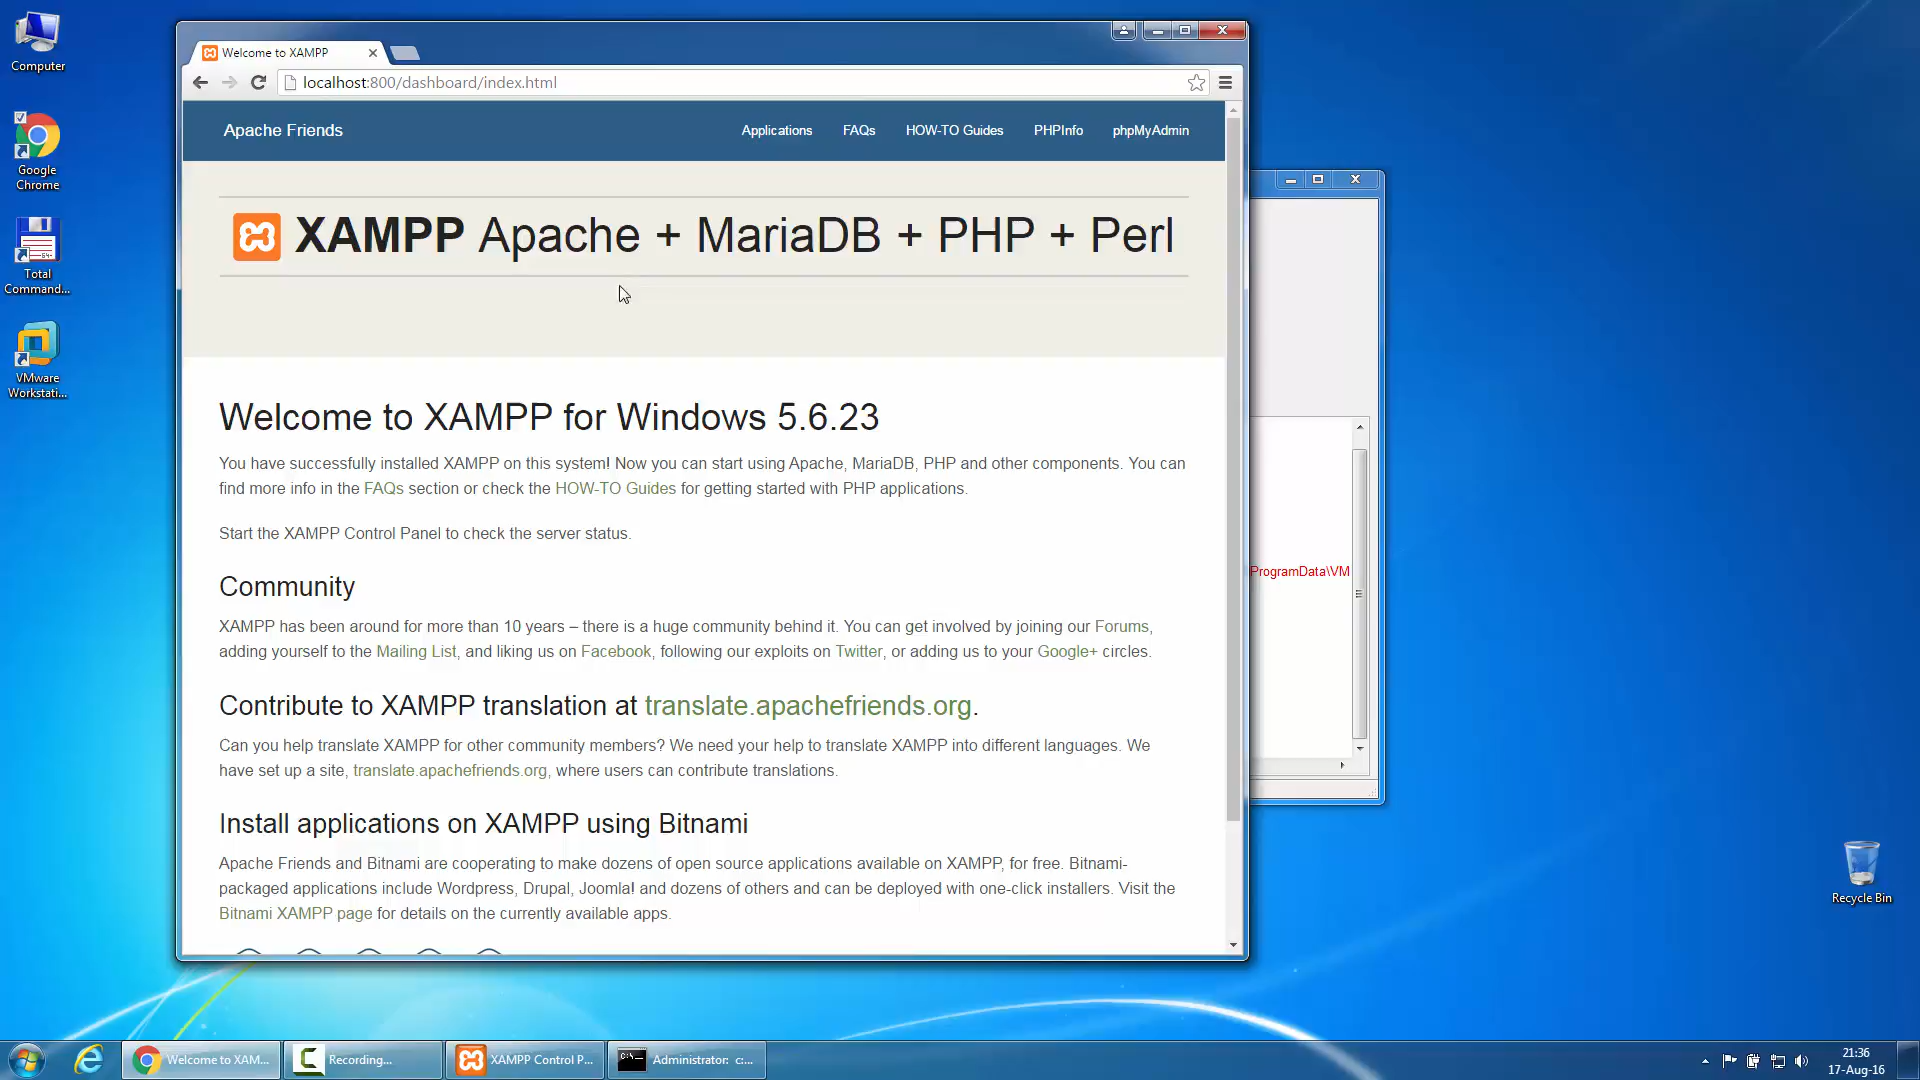 Computer
Google
Chrome
Total
Command...
VMware
Workstati...
Welcome to XAMPP
localhost:800/dashboard/index.html
Apache Friends
Applications
FAQs
HOW-TO Guides
PHPInfo
phpMyAdmin
XAMPP Apache + MariaDB + PHP + Perl
Welcome to XAMPP for Windows 5.6.23
You have successfully installed XAMPP on this system! Now you can start using Apache, MariaDB, PHP and other components. You can
find more info in the FAQs section or check the HOW-TO Guides for getting started with PHP applications.
Start the XAMPP Control Panel to check the server status.
Community
XAMPP has been around for more than 10 years – there is a huge community behind it. You can get involved by joining our Forums,
adding yourself to the Mailing List, and liking us on Facebook, following our exploits on Twitter, or adding us to your Google+ circles.
Contribute to XAMPP translation at translate.apachefriends.org.
Can you help translate XAMPP for other community members? We need your help to translate XAMPP into different languages. We
have set up a site, translate.apachefriends.org, where users can contribute translations.
Install applications on XAMPP using Bitnami
Apache Friends and Bitnami are cooperating to make dozens of open source applications available on XAMPP, for free. Bitnami-
packaged applications include Wordpress, Drupal, Joomla! and dozens of others and can be deployed with one-click installers. Visit the
Bitnami XAMPP page for details on the currently available apps.
ProgramData\VM
Recycle Bin
Welcome to XAM...
Recording...
XAMPP Control P...
Administrator: c:...
21:36
17-Aug-16